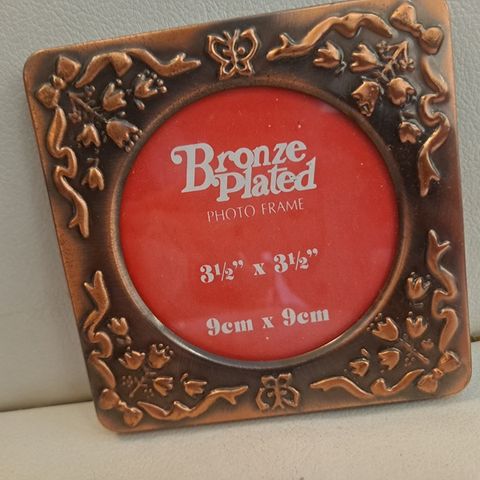 Bronze
Plated
PHOTO FRAME
3½” x 3½”
9cm x 9cm